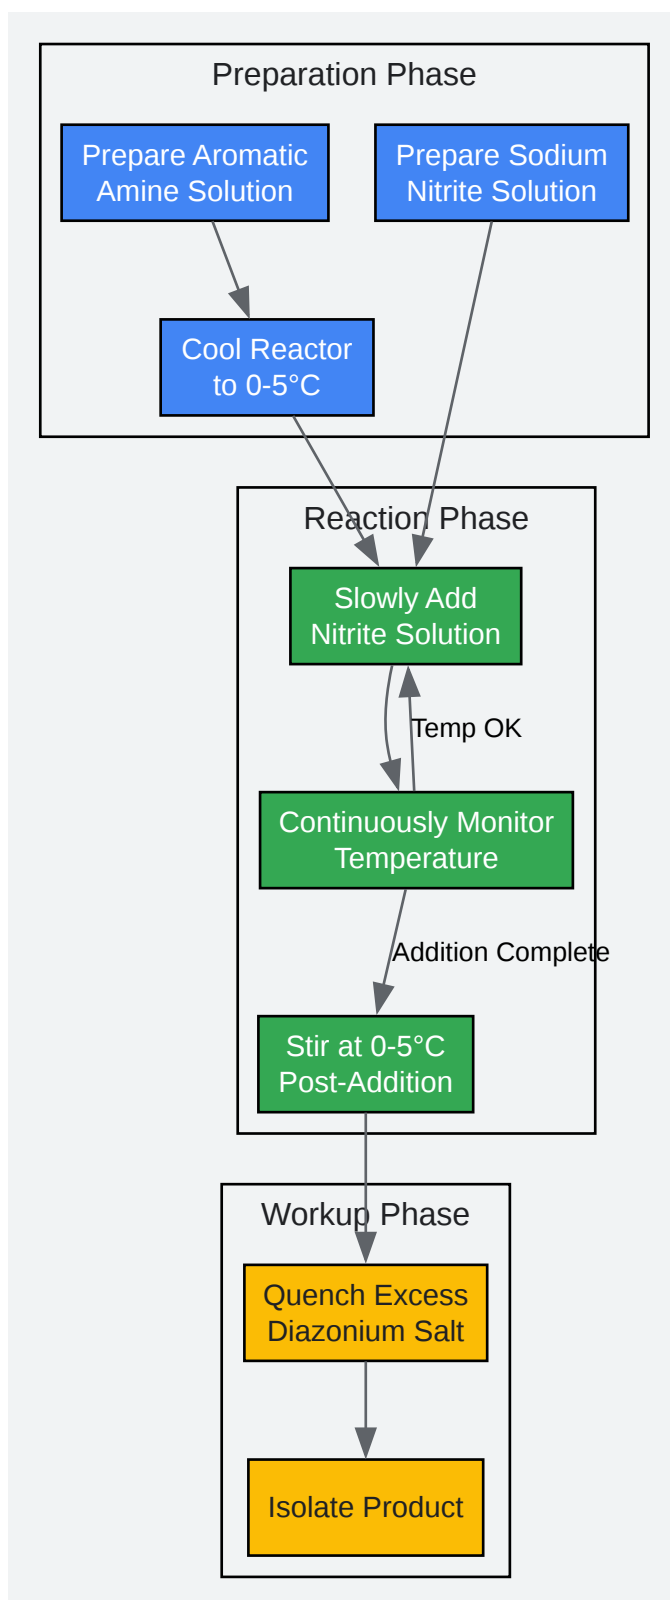 Preparation Phase
Prepare Aromatic
Amine Solution
Prepare Sodium
Nitrite Solution
Cool Reactor
to 0-5°C
Reaction Phase
Slowly Add
Nitrite Solution
Temp OK
Continuously Monitor
Temperature
Addition Complete
Stir at 0-5°C
Post-Addition
Workup Phase
Quench Excess
Diazonium Salt
Isolate Product